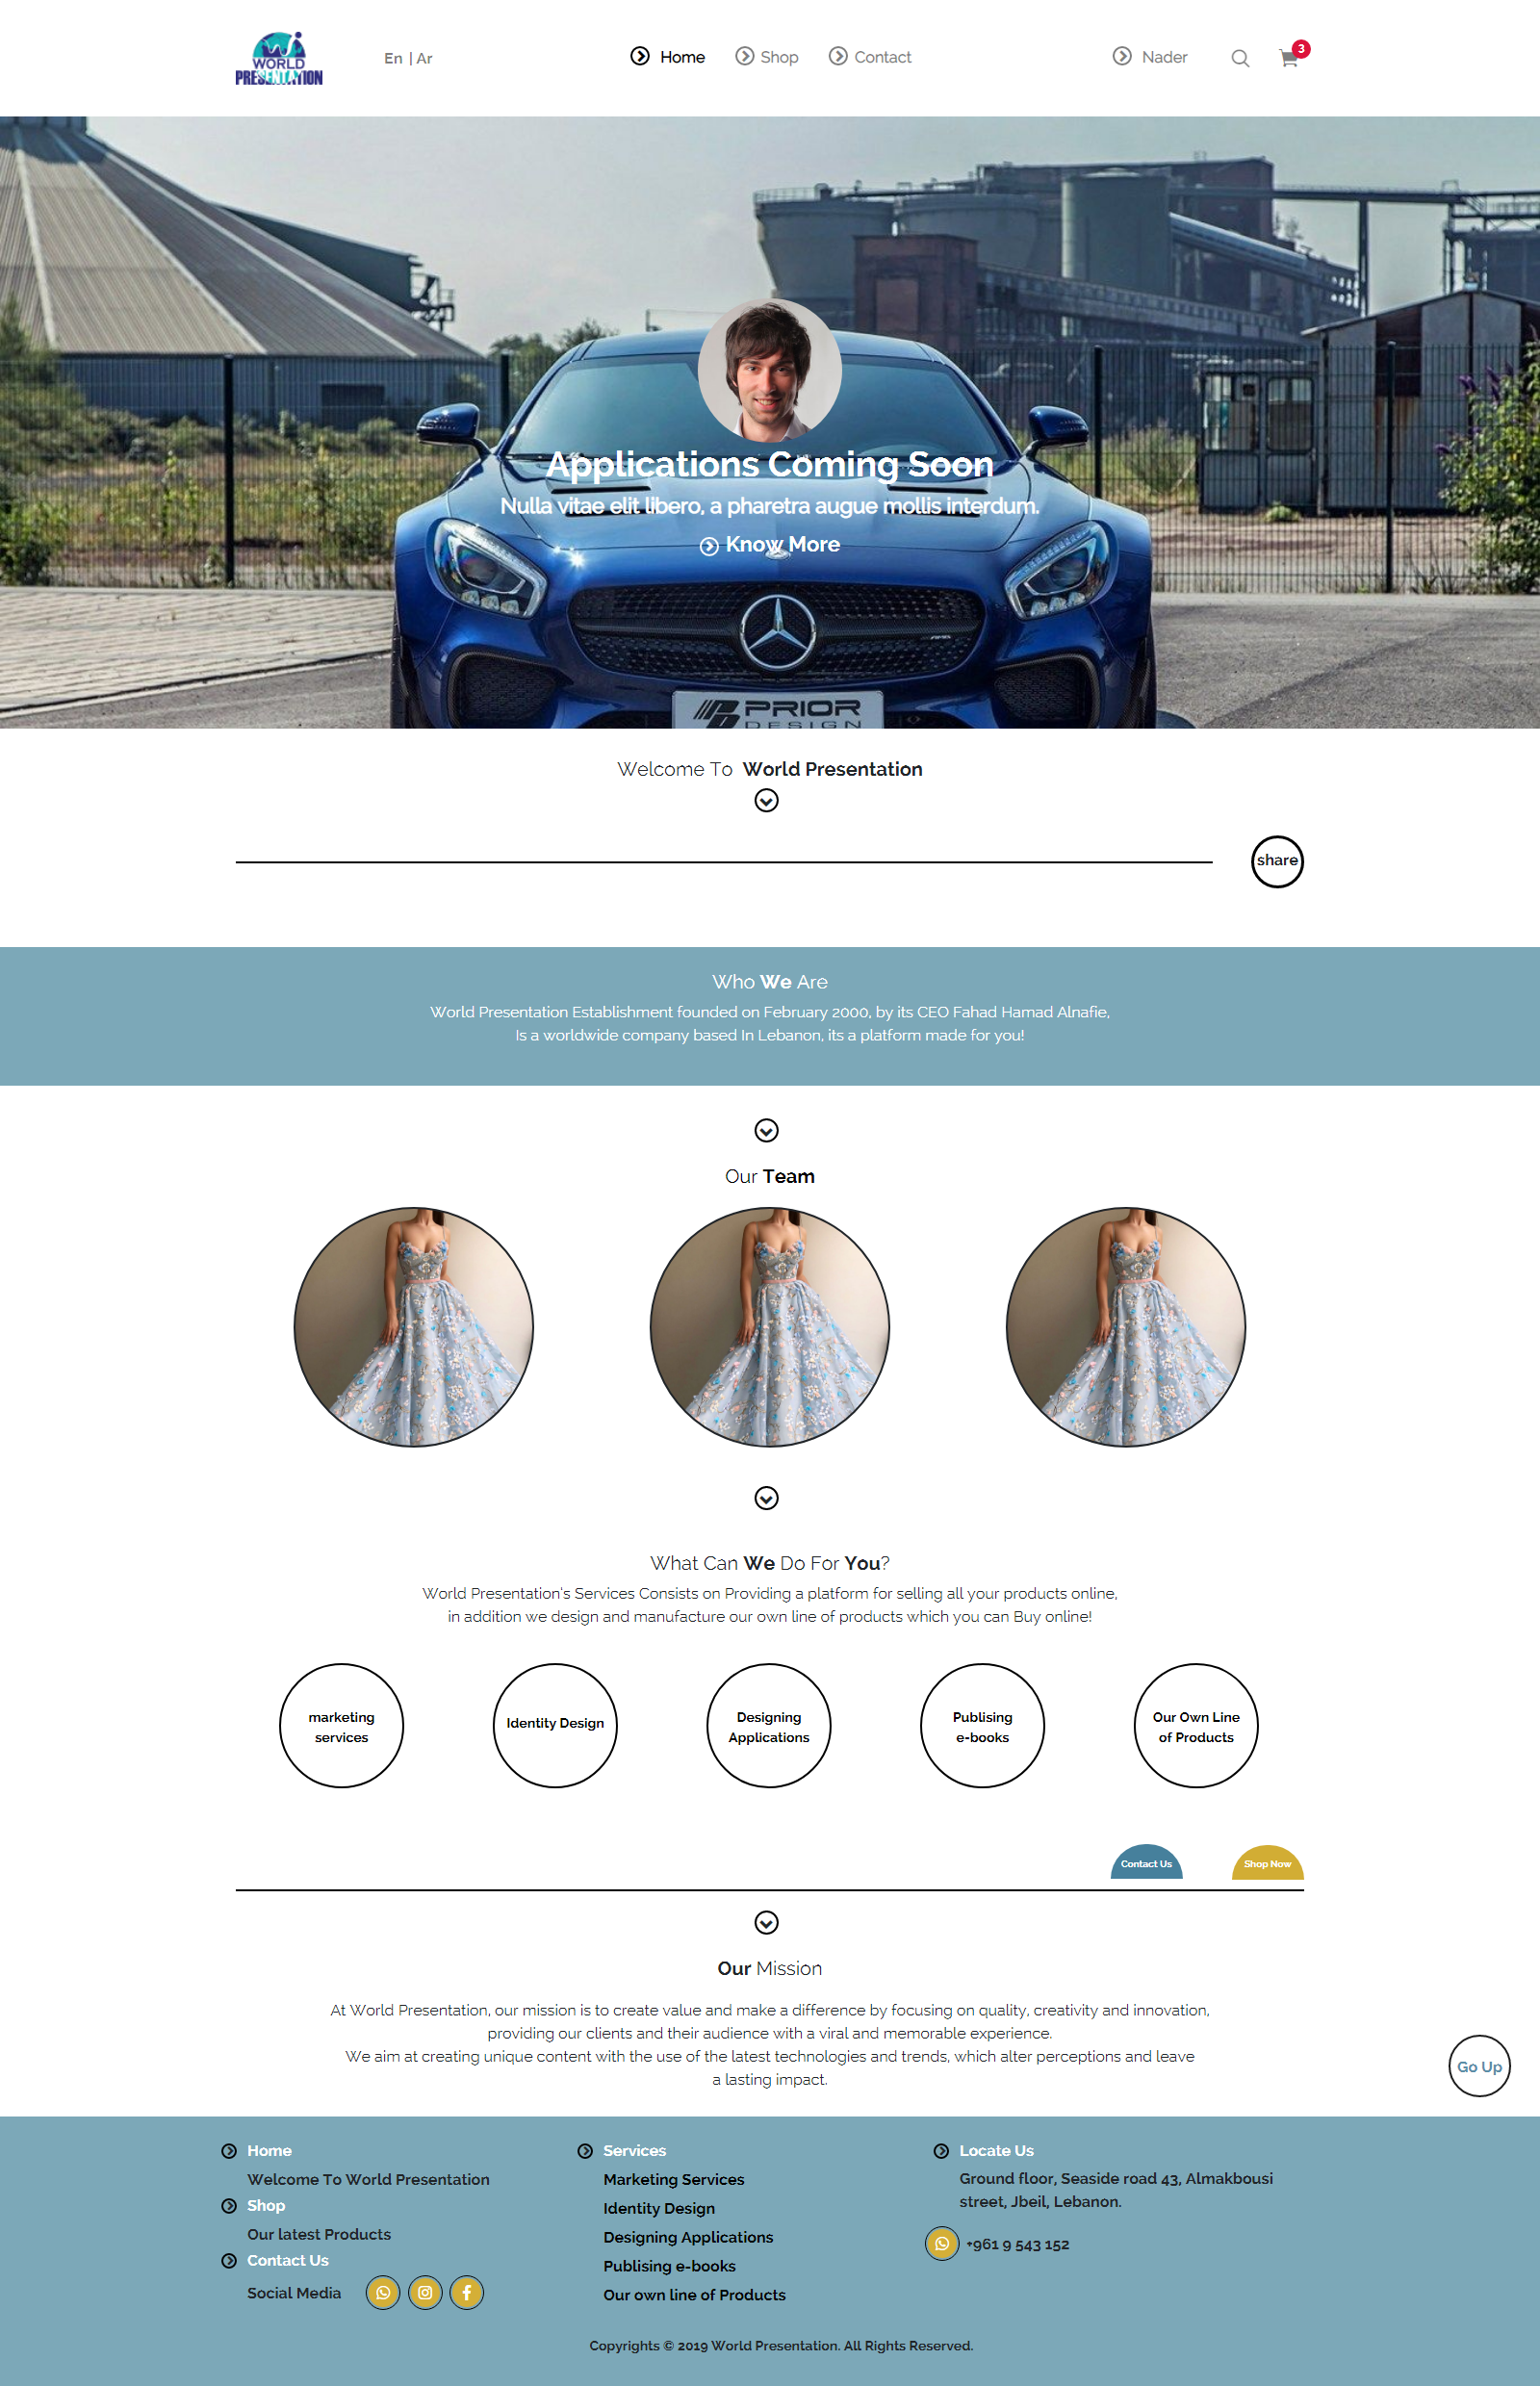 WORLD
PRESENTATION
En | Ar
Home
Shop
Contact
Nader
3
Applications Coming Soon
Nulla vitae elit libero, a pharetra augue mollis interdum.
Know More
PRIOR
DESIGN
Welcome To World Presentation
share
Who We Are
World Presentation Establishment founded on February 2000, by its CEO Fahad Hamad Alnafie,
Is a worldwide company based In Lebanon, its a platform made for you!
Our Team
What Can We Do For You?
World Presentation's Services Consists on Providing a platform for selling all your products online,
in addition we design and manufacture our own line of products which you can Buy online!
marketing
services
Identity Design
Designing
Applications
Publising
e-books
Our Own Line
of Products
Contact Us
Shop Now
Our Mission
At World Presentation, our mission is to create value and make a difference by focusing on quality, creativity and innovation,
providing our clients and their audience with a viral and memorable experience.
We aim at creating unique content with the use of the latest technologies and trends, which alter perceptions and leave
a lasting impact.
Go Up
Home
Welcome To World Presentation
Shop
Our latest Products
Contact Us
Social Media
Services
Marketing Services
Identity Design
Designing Applications
Publising e-books
Our own line of Products
Locate Us
Ground floor, Seaside road 43, Almakbousi
street, Jbeil, Lebanon.
+961 9 543 152
Copyrights © 2019 World Presentation. All Rights Reserved.